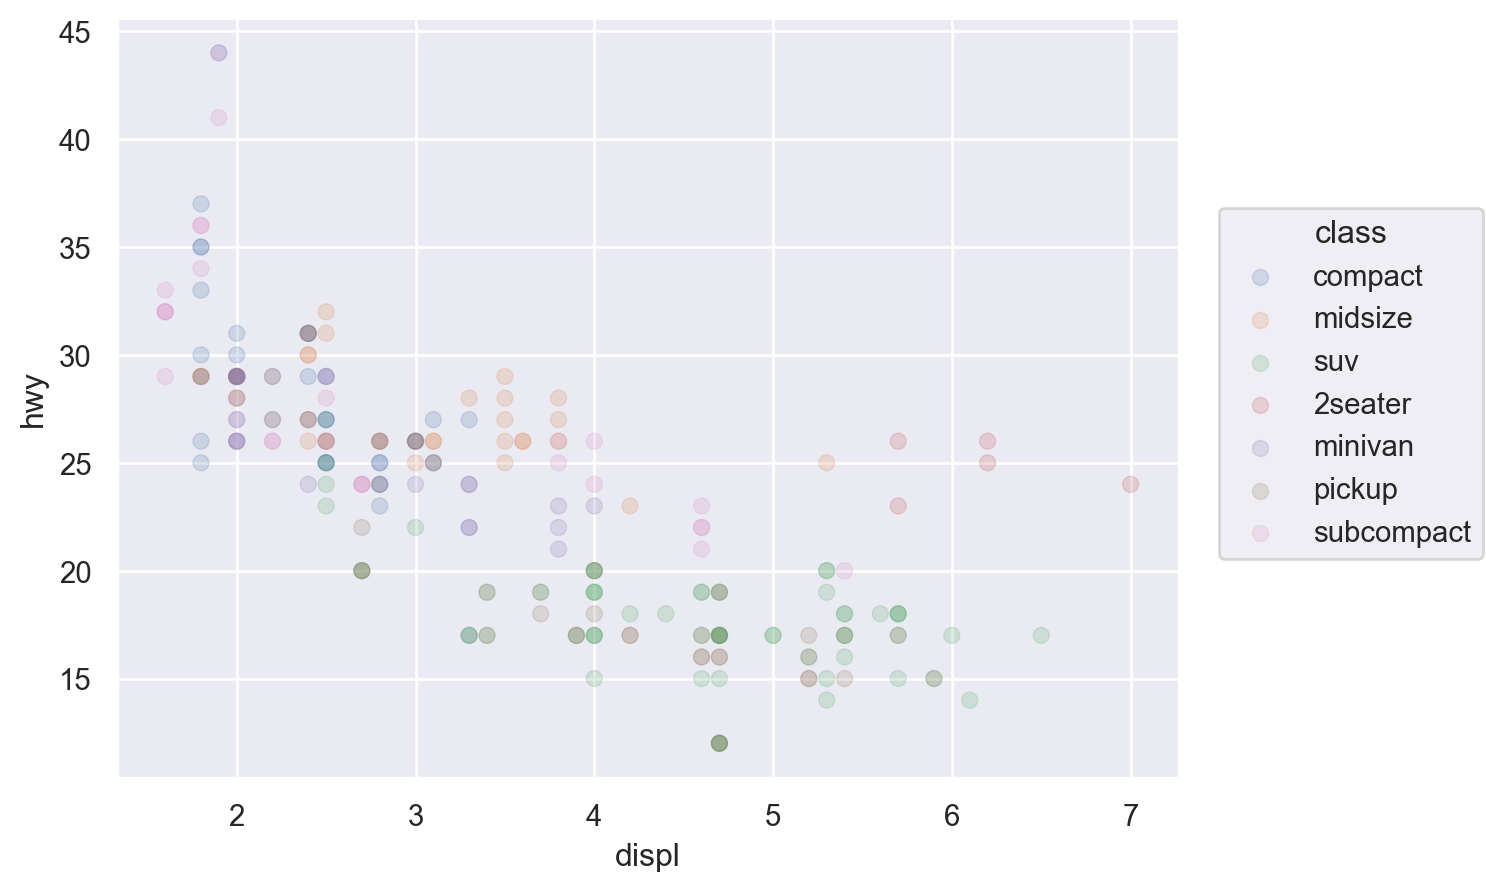 45
40
35
30
25
20
15
hwy
2 3 4 5 6 7
displ
class
compact
midsize
suv
2seater
minivan
pickup
subcompact